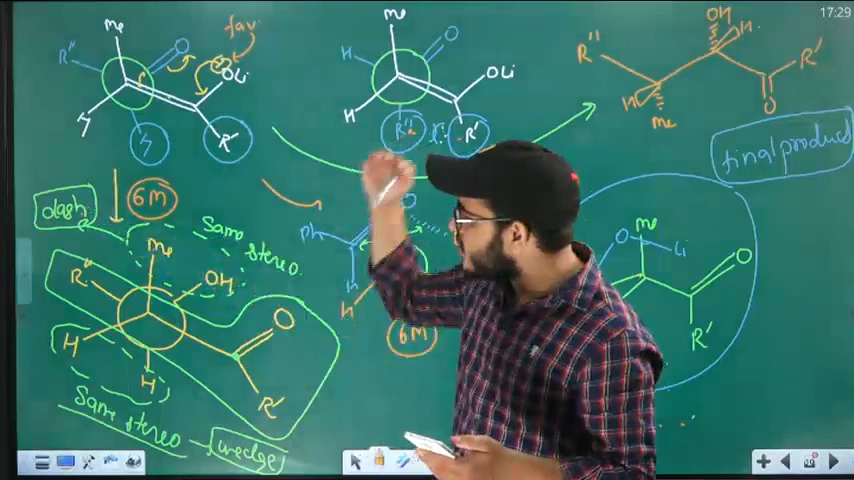 17:29
Me
R"
O
fav
OLi
H
H
R'
Me
O
H
OLi
H
R"
R'
OH
H
R"
H
Me
O
R'
final product
dash
6M
Same
stereo
Me
R"
OH
H
H
O
R'
Same stereo
wedge
Ph
O
H
H
6M
Me
O
Li
O
R'